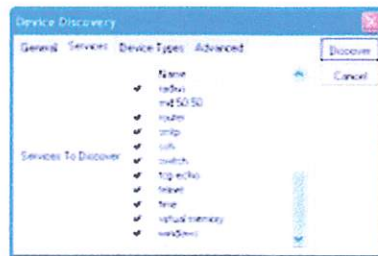 Device Discovery
General Services Device Types Advanced
Discover
Cancel
Name
radius
router
smtp
ssh
switch
tcp echo
telnet
time
virtual memory
windows
Services To Discover